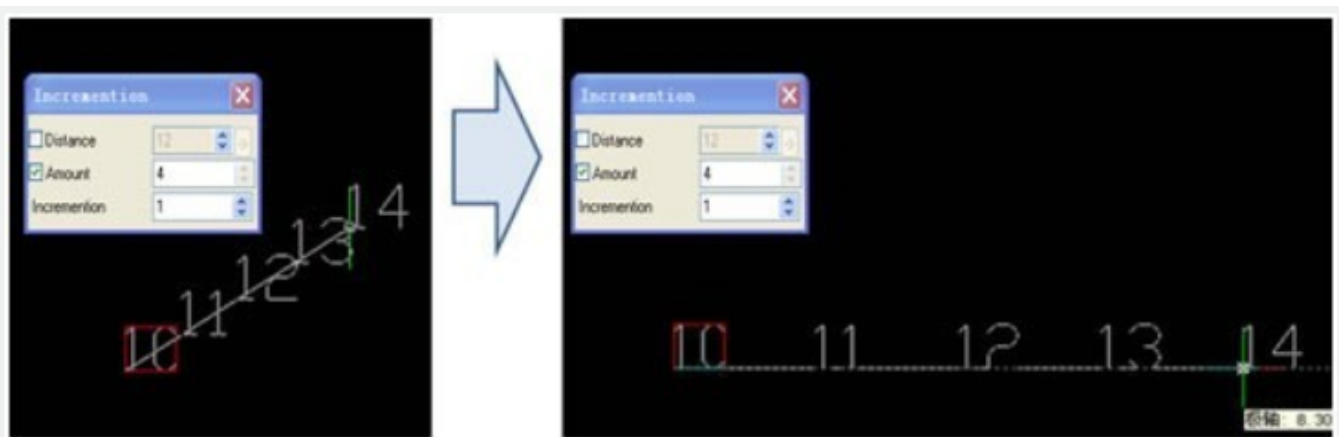 Incremention
Distance 12
Amount 4
Incremention 1
10 11 12 13 14
Incremention
Distance 12
Amount 4
Incremention 1
10 11 12 13 14
: 8.30